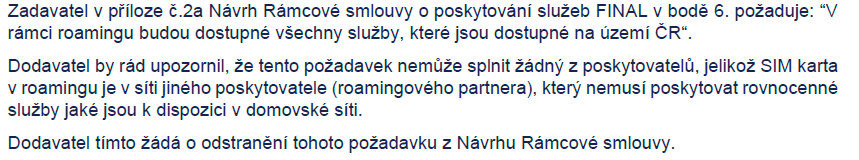 Zadavatel v příloze č.2a Návrh Rámcové smlouvy o poskytování služeb FINAL v bodě 6. požaduje: “V
rámci roamingu budou dostupné všechny služby, které jsou dostupné na území ČR“.
Dodavatel by rád upozornil, že tento požadavek nemůže splnit žádný z poskytovatelů, jelikož SIM karta
v roamingu je v síti jiného poskytovatele (roamingového partnera), který nemusí poskytovat rovnocenné
služby jaké jsou k dispozici v domovské síti.
Dodavatel tímto žádá o odstranění tohoto požadavku z Návrhu Rámcové smlouvy.